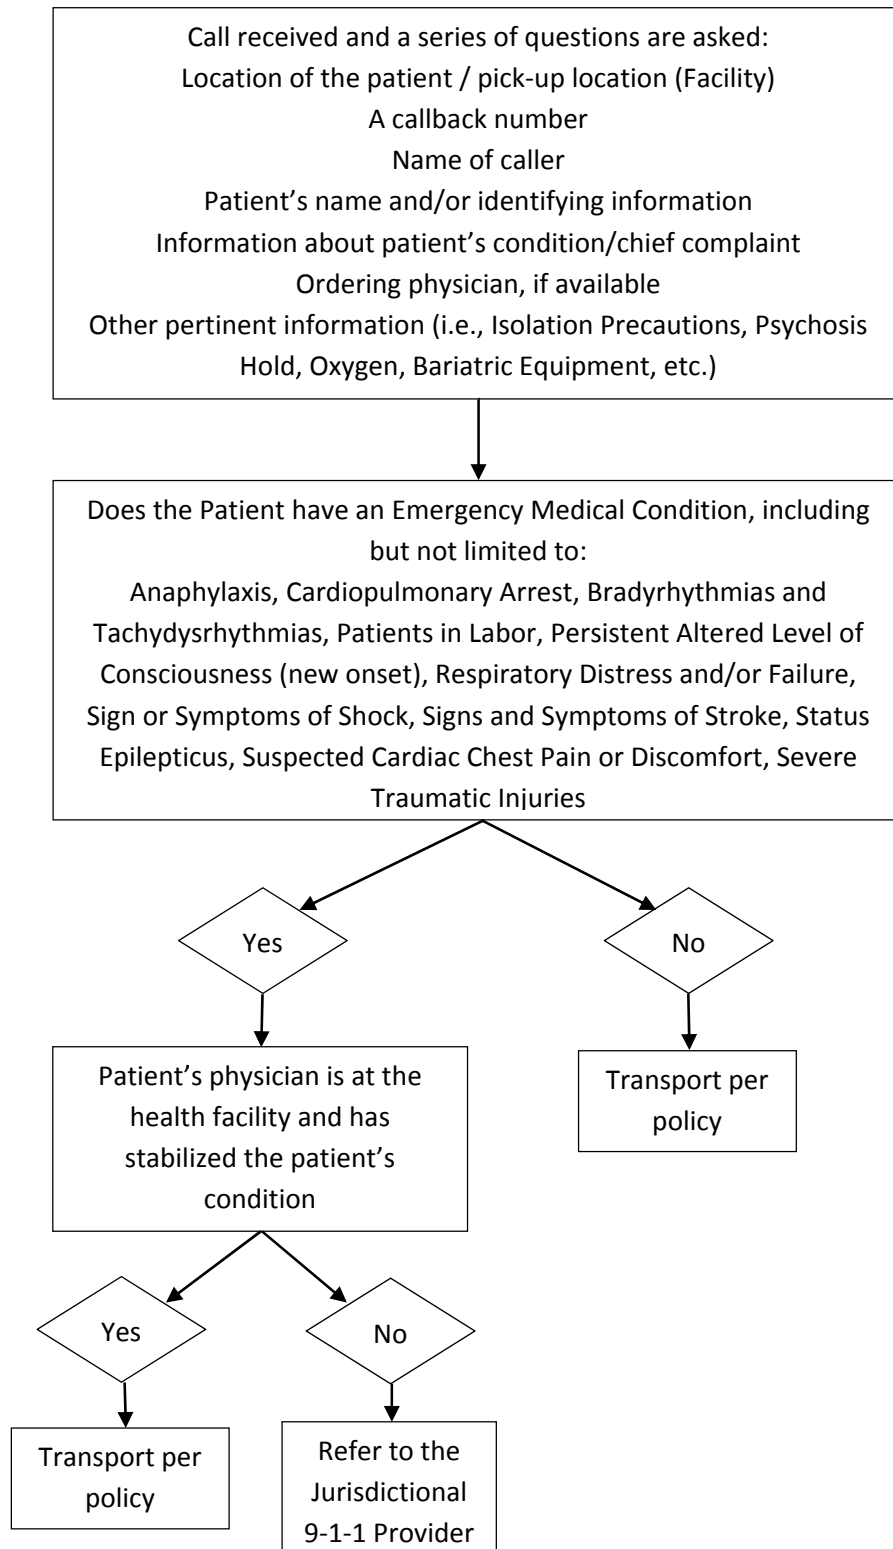 Call received and a series of questions are asked:
Location of the patient / pick-up location (Facility)
A callback number
Name of caller
Patient’s name and/or identifying information
Information about patient’s condition/chief complaint
Ordering physician, if available
Other pertinent information (i.e., Isolation Precautions, Psychosis
Hold, Oxygen, Bariatric Equipment, etc.)
Does the Patient have an Emergency Medical Condition, including
but not limited to:
Anaphylaxis, Cardiopulmonary Arrest, Bradyrhythmias and
Tachydysrhythmias, Patients in Labor, Persistent Altered Level of
Consciousness (new onset), Respiratory Distress and/or Failure,
Sign or Symptoms of Shock, Signs and Symptoms of Stroke, Status
Epilepticus, Suspected Cardiac Chest Pain or Discomfort, Severe
Traumatic Injuries
Yes
No
Patient’s physician is at the
health facility and has
stabilized the patient’s
condition
Transport per
policy
Yes
No
Transport per
policy
Refer to the
Jurisdictional
9-1-1 Provider